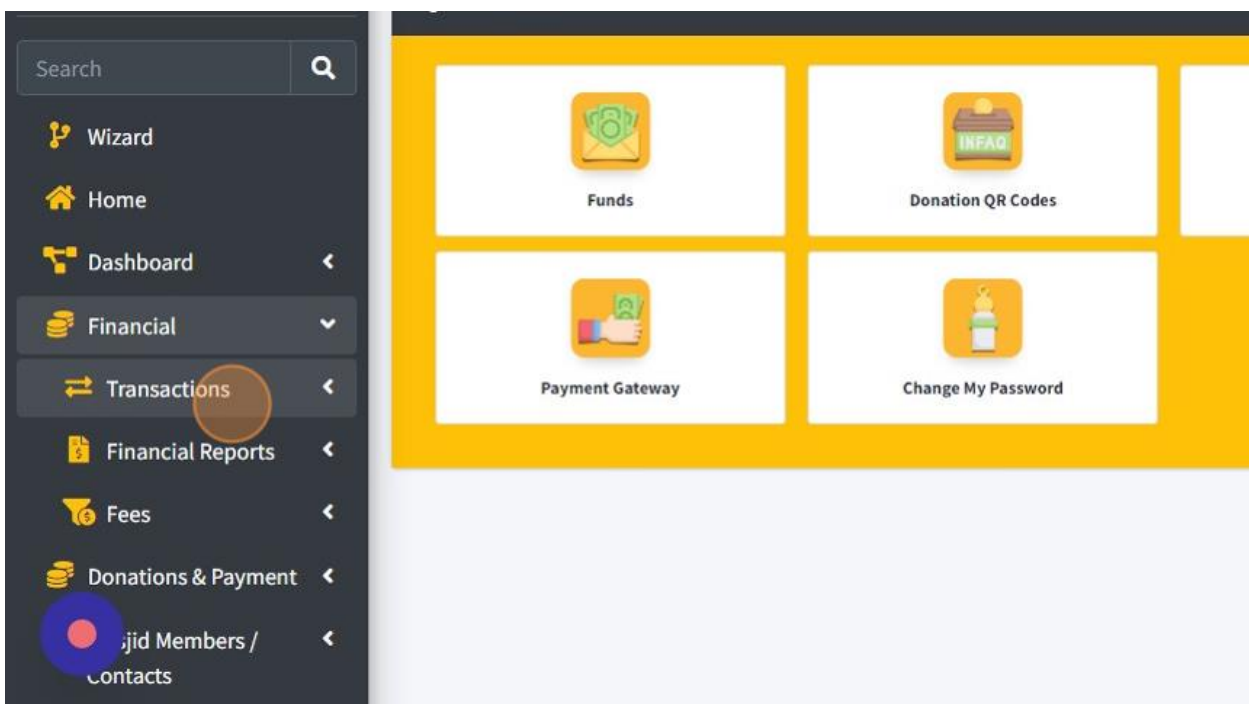 Search
Wizard
Home
Dashboard
Financial
Transactions
Financial Reports
Fees
Donations & Payment
Members /
Contacts
Funds
INFAQ
Donation QR Codes
Payment Gateway
Change My Password